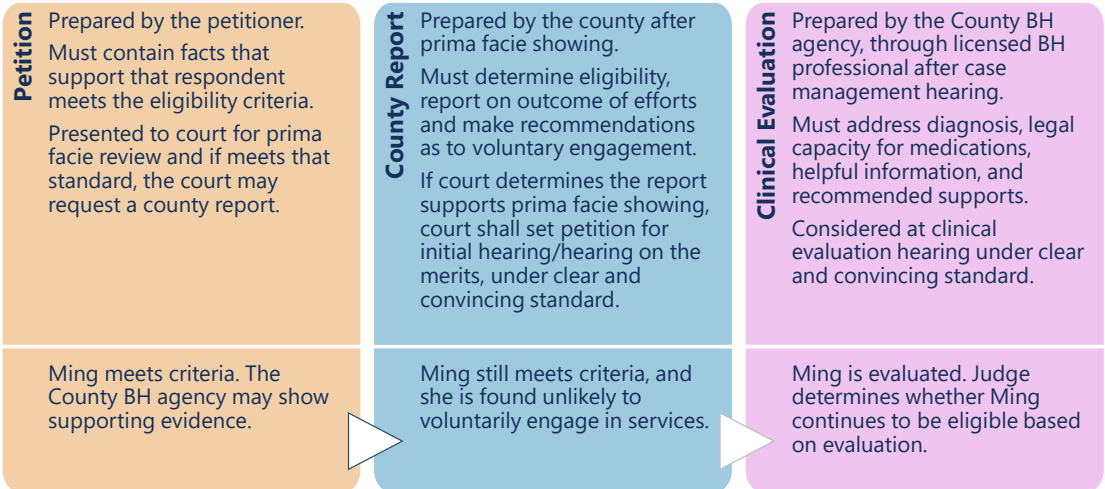 Petition
Prepared by the petitioner.
Must contain facts that
support that respondent
meets the eligibility criteria.
Presented to court for prima
facie review and if meets that
standard, the court may
request a county report.
Ming meets criteria. The
County BH agency may show
supporting evidence.
County Report
Prepared by the county after
prima facie showing.
Must determine eligibility,
report on outcome of efforts
and make recommendations
as to voluntary engagement.
If court determines the report
supports prima facie showing,
court shall set petition for
initial hearing/hearing on the
merits, under clear and
convincing standard.
Ming still meets criteria, and
she is found unlikely to
voluntarily engage in services.
Clinical Evaluation
Prepared by the County BH
agency, through licensed BH
professional after case
management hearing.
Must address diagnosis, legal
capacity for medications,
helpful information, and
recommended supports.
Considered at clinical
evaluation hearing under clear
and convincing standard.
Ming is evaluated. Judge
determines whether Ming
continues to be eligible based
on evaluation.